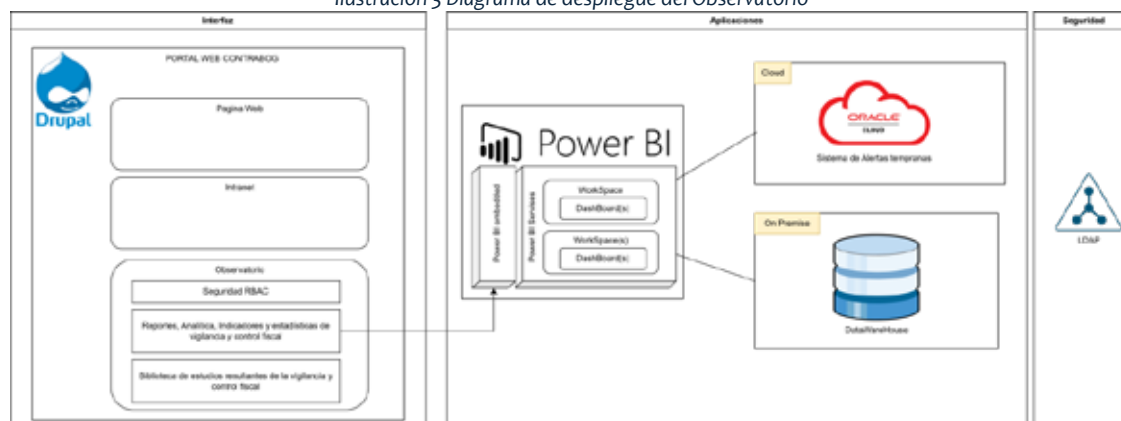 Ilustración 5 Diagrama de despliegue del Observatorio
Interfaz
PORTAL WEB CONTRABOG
Drupal
Pagina Web
Intranet
Observatorio
Seguridad RBAC
Reportes, Analítica, Indicadores y estadísticas de
vigilancia y control fiscal
Biblioteca de estudios resultantes de la vigilancia y
control fiscal
Aplicaciones
Power BI
Power BI embedded
Power BI Services
WorkSpace
DashBoard(s)
WorkSpace(s)
DashBoard(s)
Cloud
ORACLE
CLOUD
Sistema de Alertas tempranas
On Premise
DataWareHouse
Seguridad
LDAP